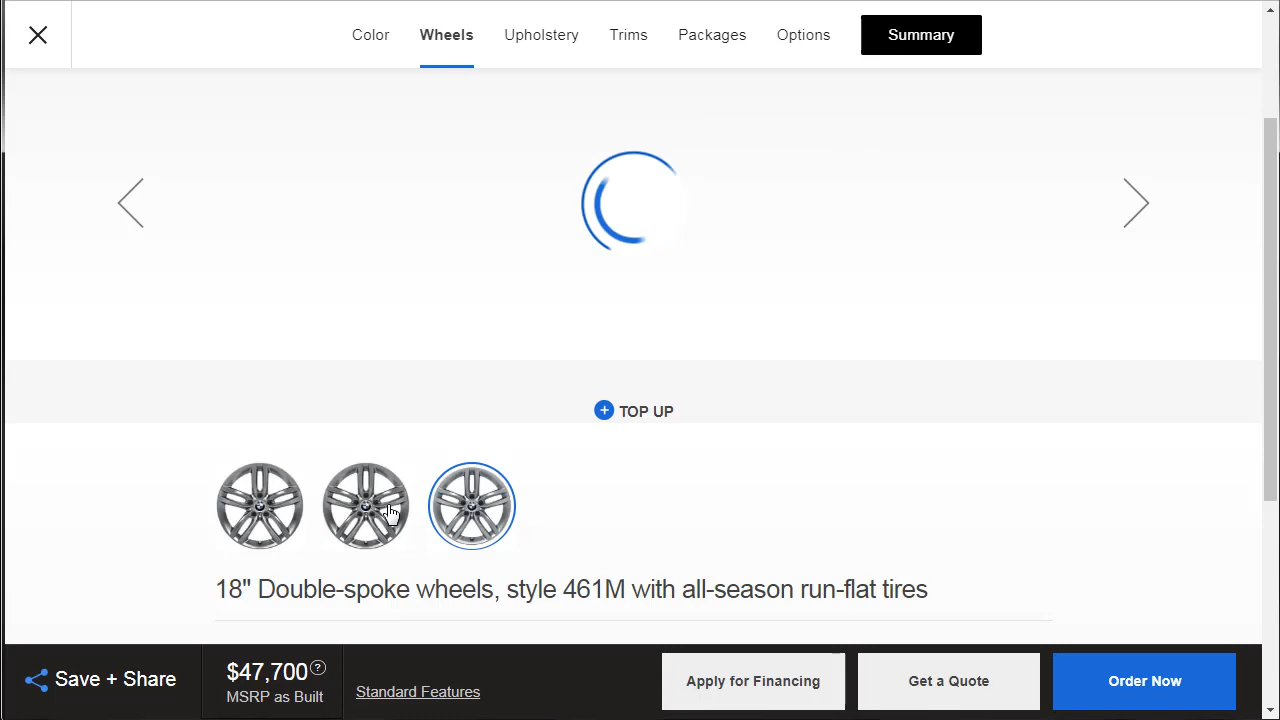 Color Wheels Upholstery Trims Packages Options Summary
+ TOP UP
18" Double-spoke wheels, style 461M with all-season run-flat tires
Save + Share
$47,700 ?
MSRP as Built
Standard Features
Apply for Financing
Get a Quote
Order Now